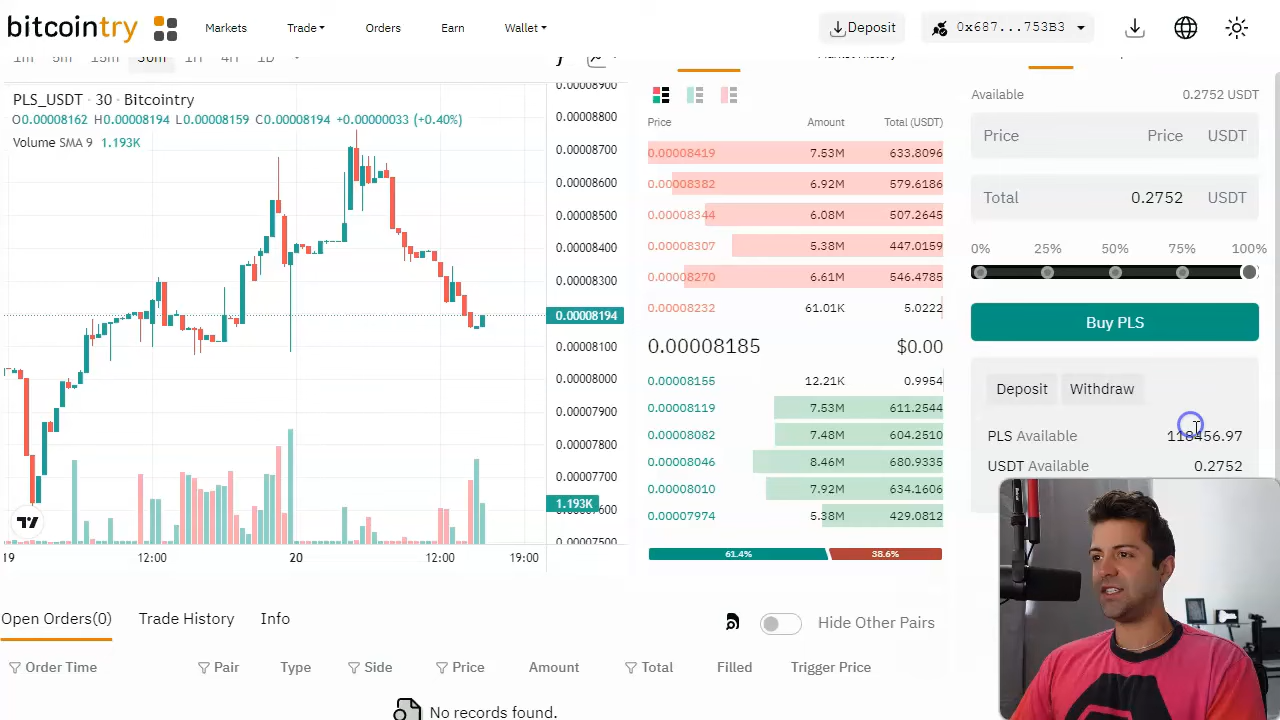 bitcointry
Markets
Trade
Orders
Earn
Wallet
Deposit
0x687...753B3
1m 5m 15m 30m 1H 4H 1D
Market History
PLS_USDT · 30 · Bitcointry
O0.00008162 H0.00008194 L0.00008159 C0.00008194 +0.00000033 (+0.40%)
Volume SMA 9 1.193K
0.00008900
0.00008800
0.00008700
0.00008600
0.00008500
0.00008400
0.00008300
0.00008194
0.00008100
0.00008000
0.00007900
0.00007800
0.00007700
1.193K
0.00007600
0.00007500
19 12:00 20 12:00 19:00
Price Amount Total (USDT)
0.00008419 7.53M 633.8096
0.00008382 6.92M 579.6186
0.00008344 6.08M 507.2645
0.00008307 5.38M 447.0159
0.00008270 6.61M 546.4785
0.00008232 61.01K 5.0222
0.00008185 $0.00
0.00008155 12.21K 0.9954
0.00008119 7.53M 611.2544
0.00008082 7.48M 604.2510
0.00008046 8.46M 680.9335
0.00008010 7.92M 634.1606
0.00007974 5.38M 429.0812
61.4% 38.6%
Available 0.2752 USDT
Price Price USDT
Total 0.2752 USDT
0% 25% 50% 75% 100%
Buy PLS
Deposit Withdraw
PLS Available
USDT Available 0.2752
Open Orders(0) Trade History Info
Hide Other Pairs
Order Time Pair Type Side Price Amount Total Filled Trigger Price
No records found.